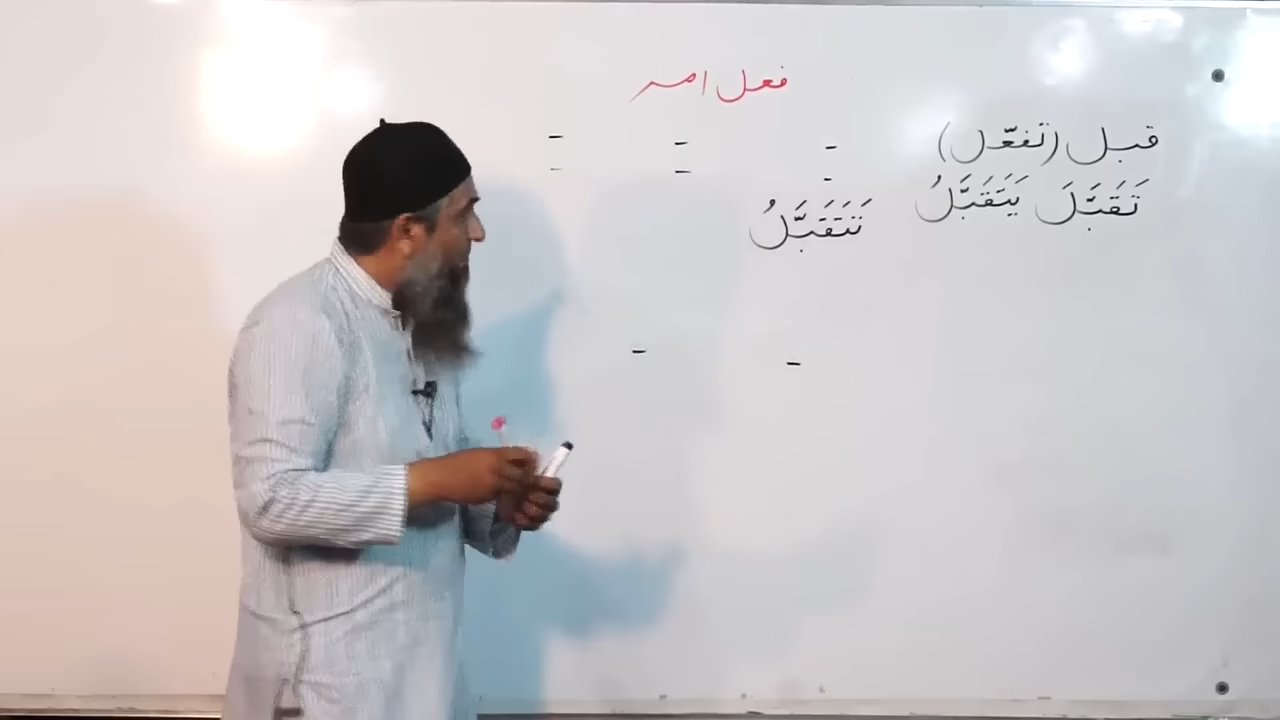 فعل امر
قبل (تفعّل)
تَقَبَّلَ يَتَقَبَّلُ تَتَقَبَّلُ